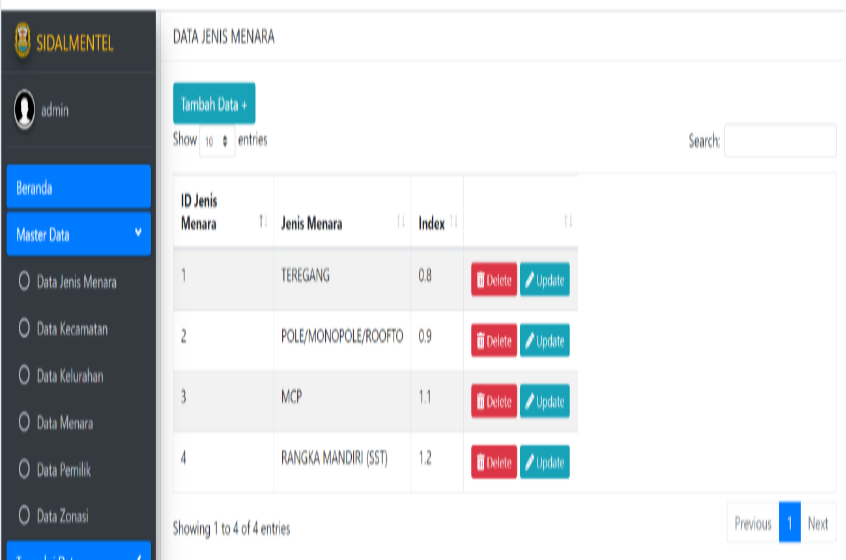 SIDALMENTEL
admin
Beranda
Master Data
Data Jenis Menara
Data Kecamatan
Data Kelurahan
Data Menara
Data Pemilik
Data Zonasi
DATA JENIS MENARA
Tambah Data +
Show 10 entries
Search:
ID Jenis
Menara Jenis Menara Index
1 TEREGANG 0.8 Delete Update
2 POLE/MONOPOLE/ROOFTO 0.9 Delete Update
3 MCP 1.1 Delete Update
4 RANGKA MANDIRI (SST) 1.2 Delete Update
Showing 1 to 4 of 4 entries
Previous 1 Next